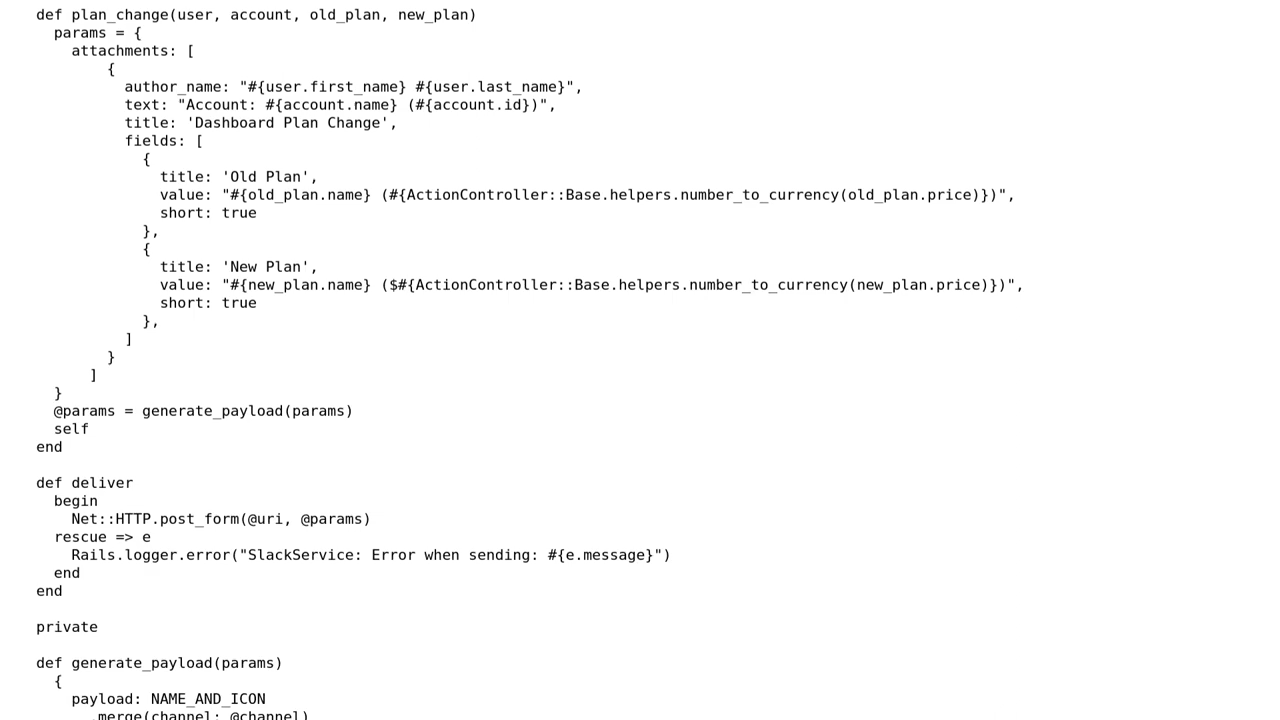 def plan_change(user, account, old_plan, new_plan)
  params = {
    attachments: [
        {
          author_name: "#{user.first_name} #{user.last_name}",
          text: "Account: #{account.name} (#{account.id})",
          title: 'Dashboard Plan Change',
          fields: [
            {
              title: 'Old Plan',
              value: "#{old_plan.name} (#{ActionController::Base.helpers.number_to_currency(old_plan.price)})",
              short: true
            },
            {
              title: 'New Plan',
              value: "#{new_plan.name} ($#{ActionController::Base.helpers.number_to_currency(new_plan.price)})",
              short: true
            },
          ]
        }
      ]
  }
  @params = generate_payload(params)
  self
end

def deliver
  begin
    Net::HTTP.post_form(@uri, @params)
  rescue => e
    Rails.logger.error("SlackService: Error when sending: #{e.message}")
  end
end

private

def generate_payload(params)
  {
    payload: NAME_AND_ICON
      .merge(channel: @channel)